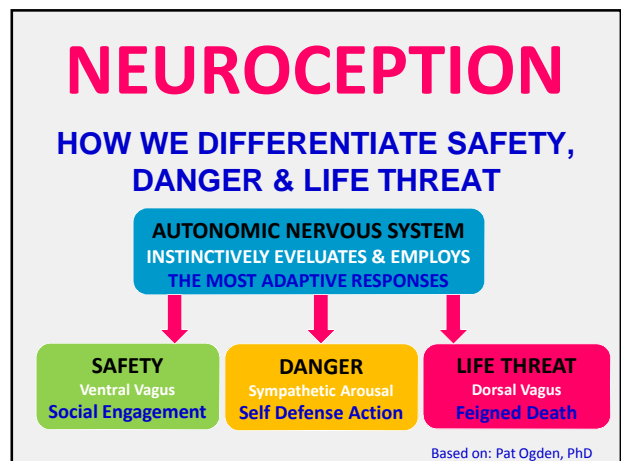 NEUROCEPTION
HOW WE DIFFERENTIATE SAFETY,
DANGER & LIFE THREAT
AUTONOMIC NERVOUS SYSTEM
INSTINCTIVELY EVELUATES & EMPLOYS
THE MOST ADAPTIVE RESPONSES
SAFETY
Ventral Vagus
Social Engagement
DANGER
Sympathetic Arousal
Self Defense Action
LIFE THREAT
Dorsal Vagus
Feigned Death
Based on: Pat Ogden, PhD